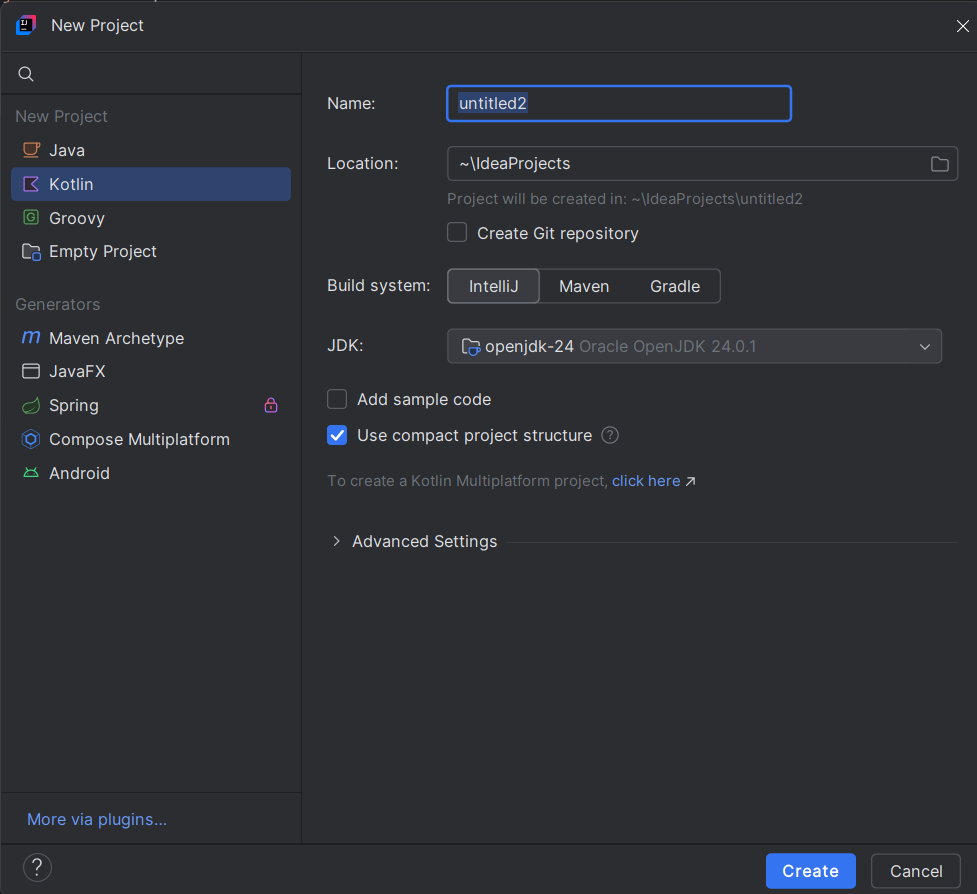 New Project
New Project
Java
Kotlin
Groovy
Empty Project
Generators
Maven Archetype
JavaFX
Spring
Compose Multiplatform
Android
More via plugins...
Name: untitled2
Location: ~\IdeaProjects
Project will be created in: ~\IdeaProjects\untitled2
Create Git repository
Build system: IntelliJ Maven Gradle
JDK: openjdk-24 Oracle OpenJDK 24.0.1
Add sample code
Use compact project structure ?
To create a Kotlin Multiplatform project, click here ↗
Advanced Settings
? Create Cancel